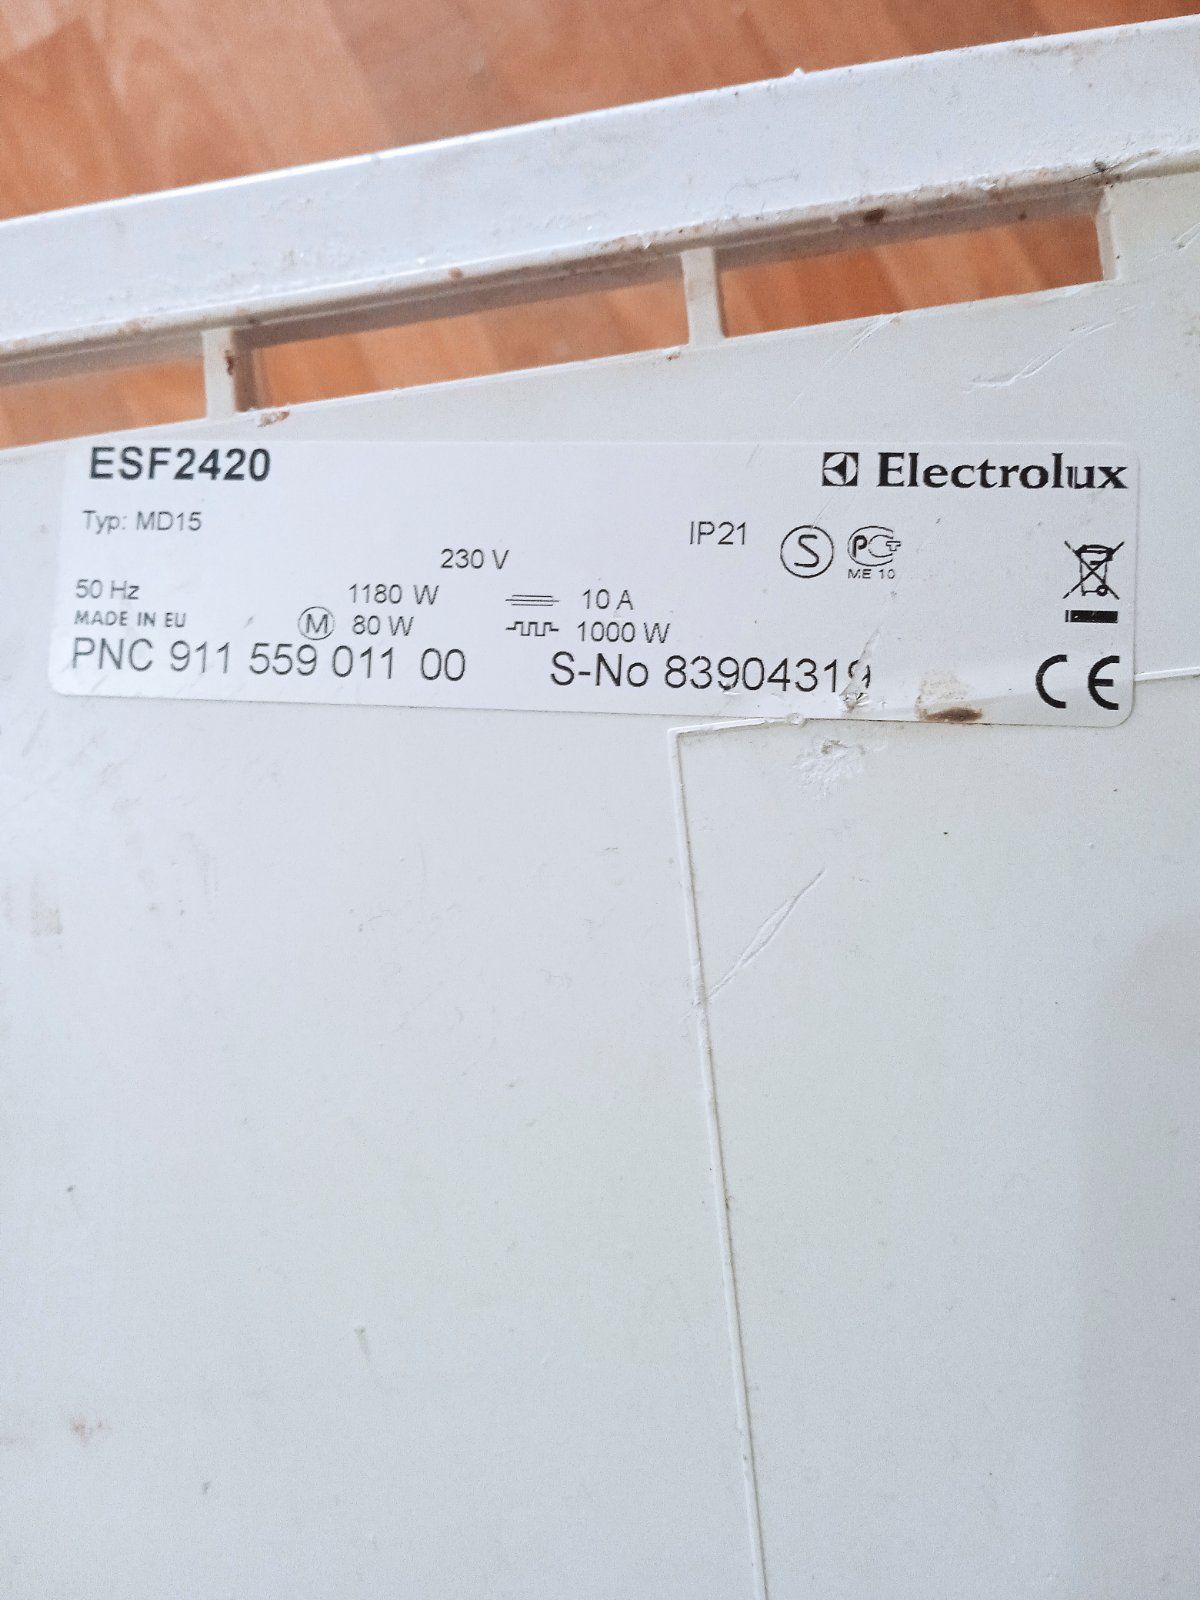 ESF2420
Electrolux
Typ: MD15
IP21
S
PCT
ME 10
230 V
50 Hz
1180 W
10 A
MADE IN EU
M 80 W
1000 W
PNC 911 559 011 00
S-No 83904319
CE